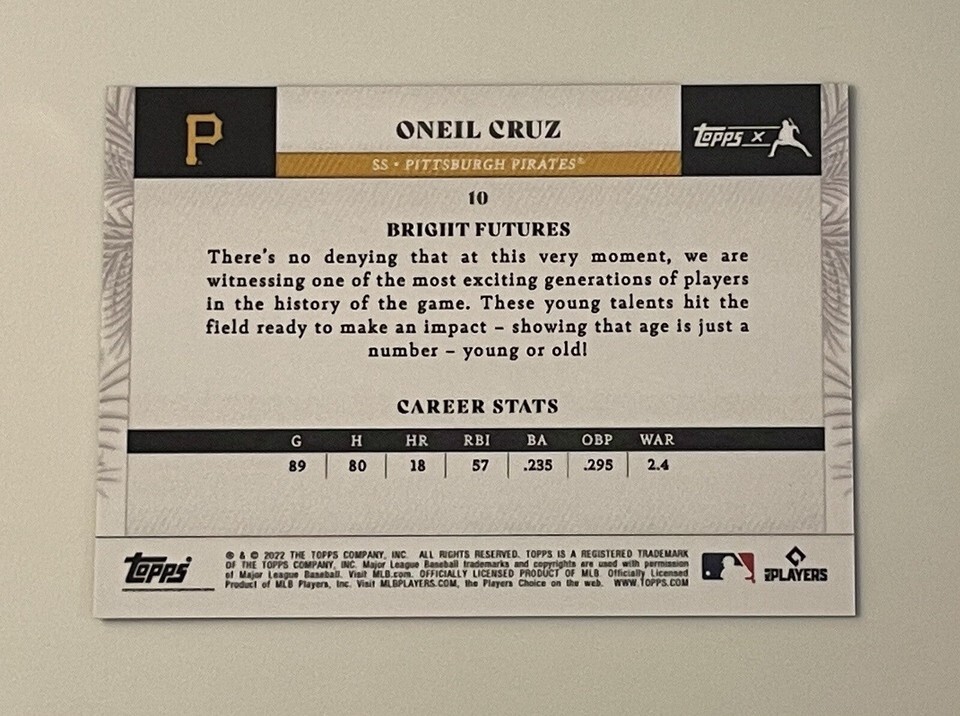 P
ONEIL CRUZ
SS • PITTSBURGH PIRATES®
TOPPS X
10
BRIGHT FUTURES
There's no denying that at this very moment, we are
witnessing one of the most exciting generations of players
in the history of the game. These young talents hit the
field ready to make an impact – showing that age is just a
number – young or old!
CAREER STATS
G H HR RBI BA OBP WAR
89 80 18 57 .235 .295 2.4
TOPPS
® & © 2022 THE TOPPS COMPANY, INC. ALL RIGHTS RESERVED. TOPPS IS A REGISTERED TRADEMARK
OF THE TOPPS COMPANY, INC. Major League Baseball trademarks and copyrights are used with permission
of Major League Baseball. Visit MLB.com. OFFICIALLY LICENSED PRODUCT OF MLB. Officially Licensed
Product of MLB Players, Inc. Visit MLBPLAYERS.COM, the Players Choice on the web. WWW.TOPPS.COM
MLB PLAYERS